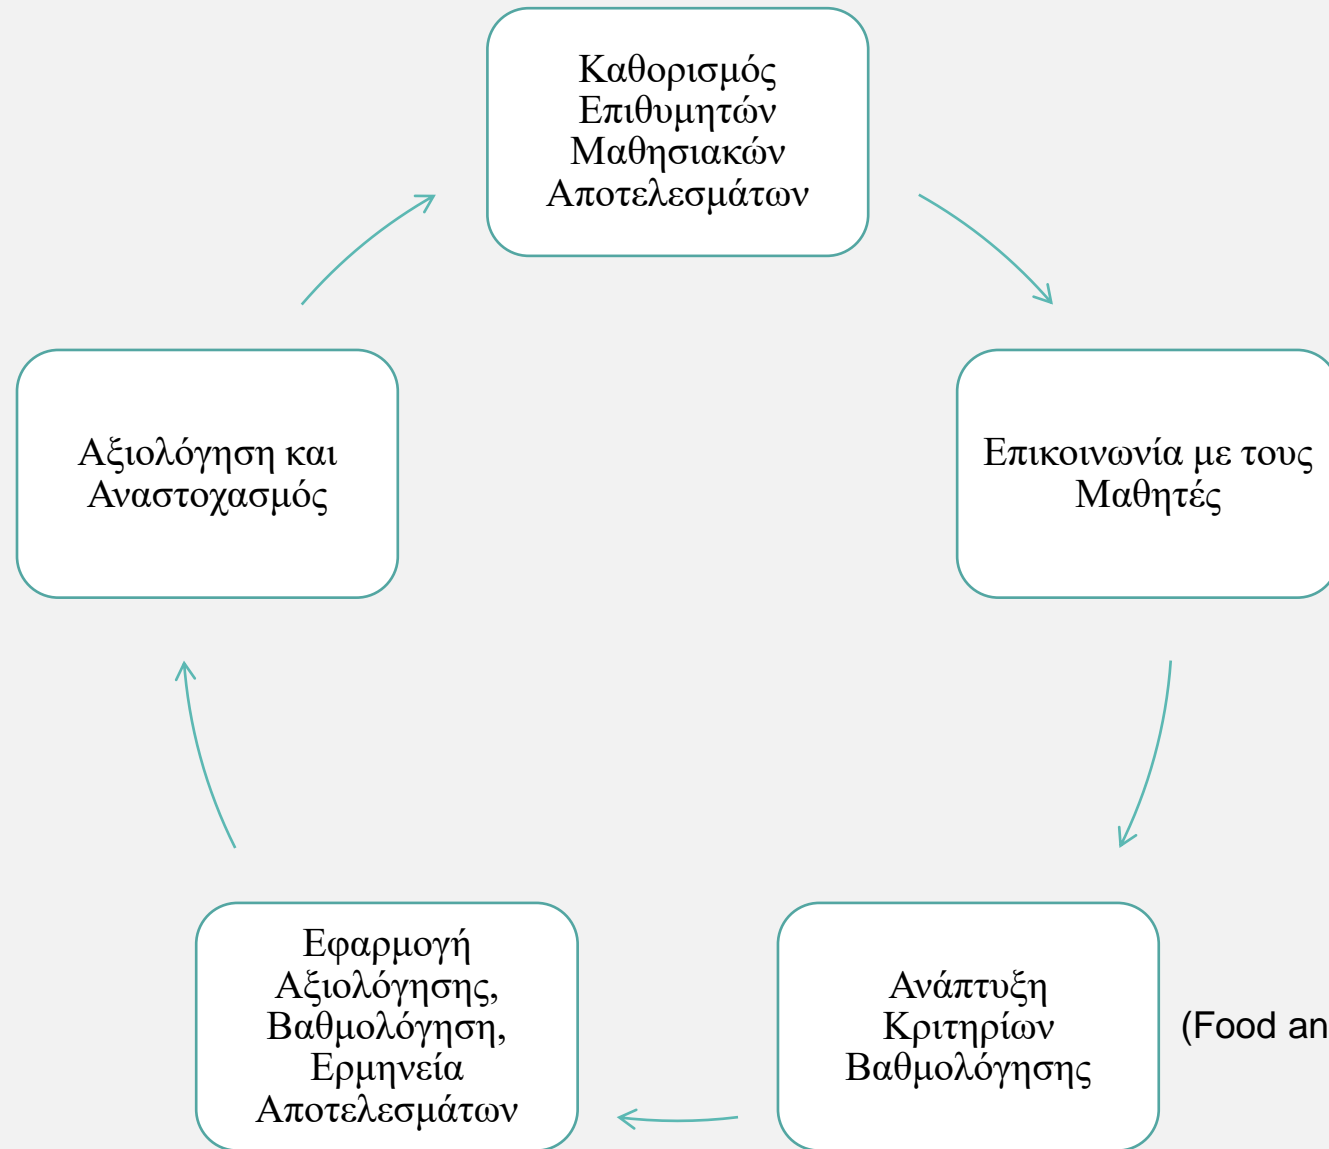 Καθορισμός
Επιθυμητών
Μαθησιακών
Αποτελεσμάτων
Επικοινωνία με τους
Μαθητές
Ανάπτυξη
Κριτηρίων
Βαθμολόγησης
(Food an
Εφαρμογή
Αξιολόγησης,
Βαθμολόγηση,
Ερμηνεία
Αποτελεσμάτων
Αξιολόγηση και
Αναστοχασμός